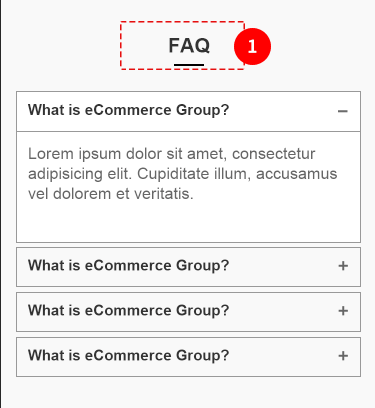 FAQ
1
What is eCommerce Group?
Lorem ipsum dolor sit amet, consectetur
adipisicing elit. Cupiditate illum, accusamus
vel dolorem et veritatis.
What is eCommerce Group?
What is eCommerce Group?
What is eCommerce Group?